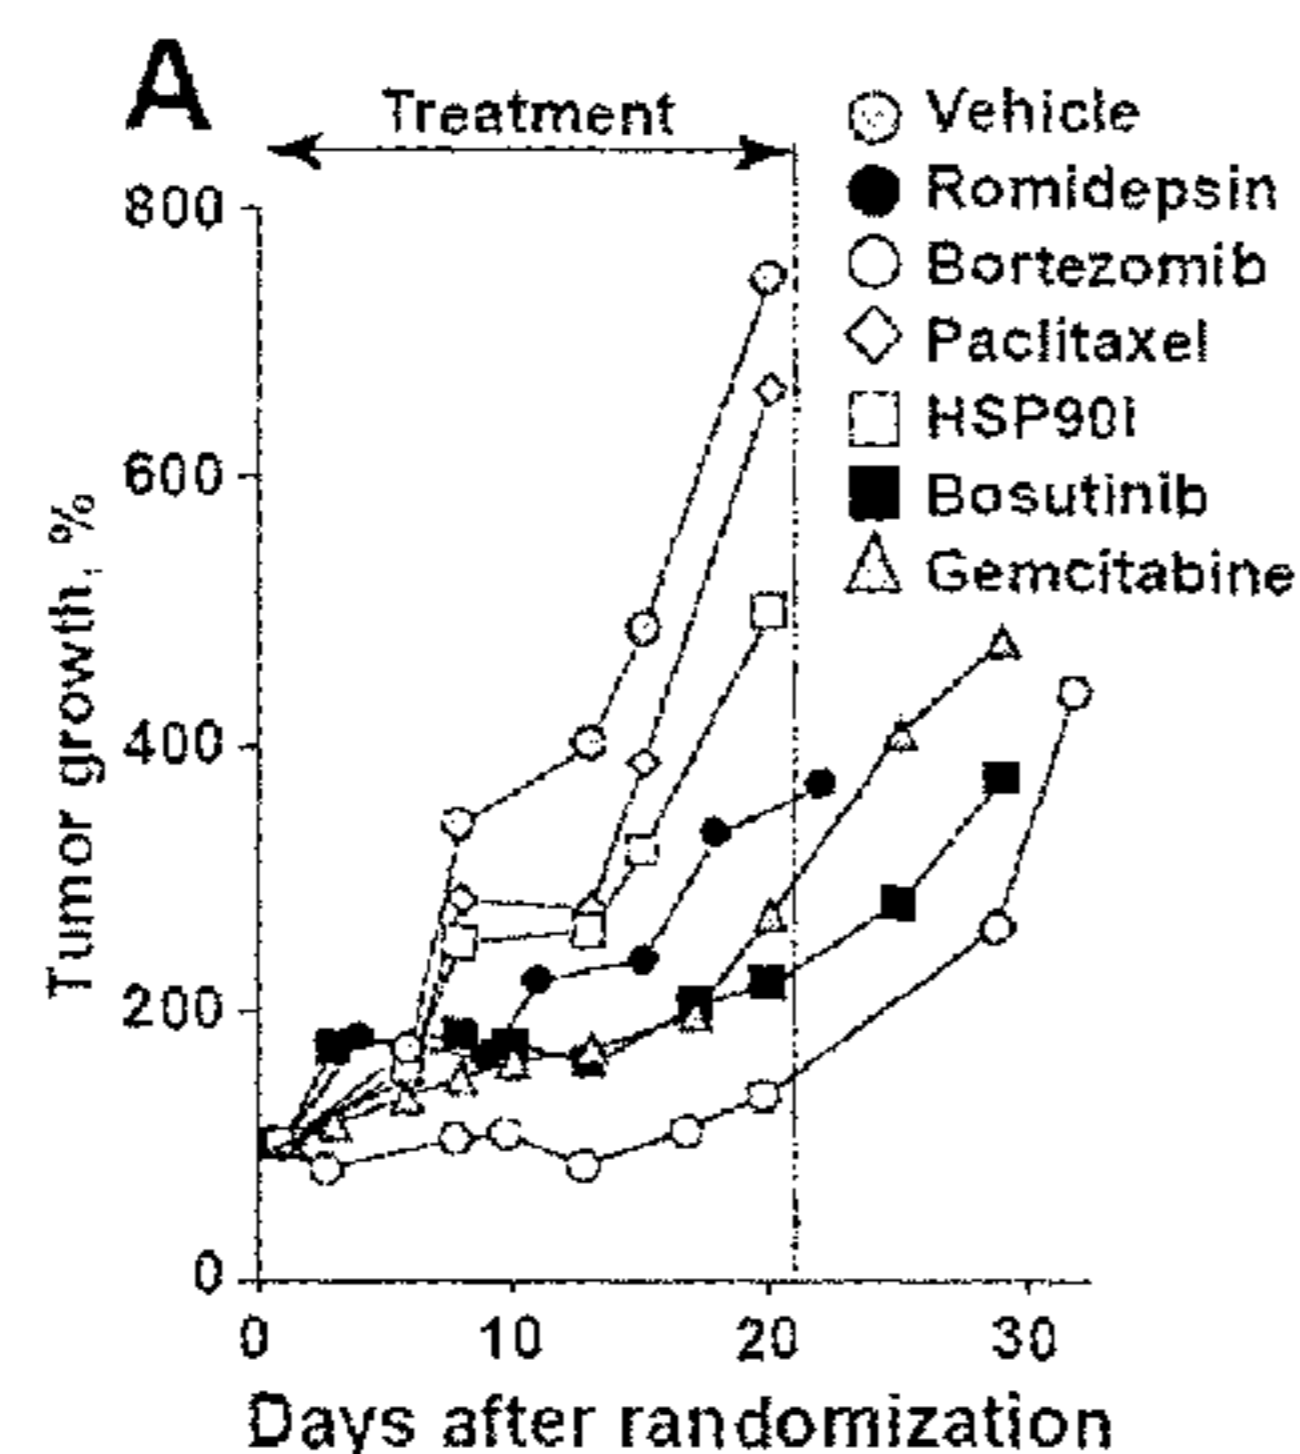 A
Treatment
Vehicle
Romidepsin
Bortezomib
Paclitaxel
HSP90i
Bosutinib
Gemcitabine
800
600
400
200
0
Tumor growth, %
0 10 20 30
Days after randomization